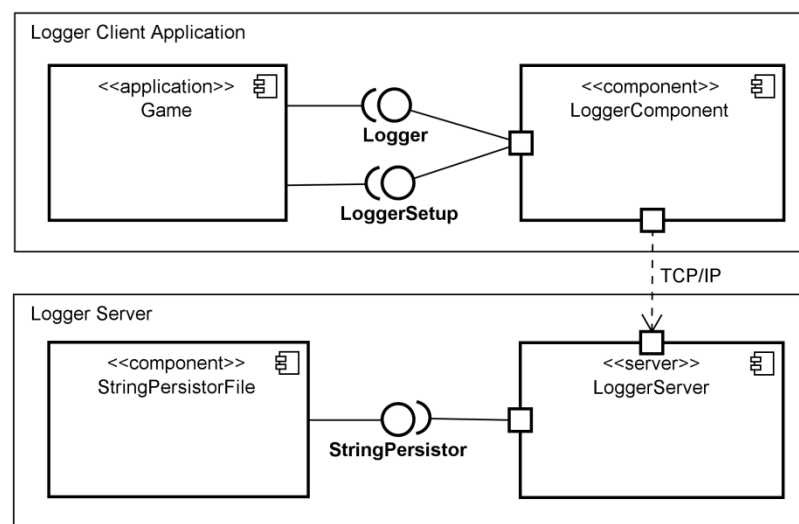 Logger Client Application
<<application>>
Game
Logger
LoggerSetup
<<component>>
LoggerComponent
TCP/IP
Logger Server
<<component>>
StringPersistorFile
StringPersistor
<<server>>
LoggerServer